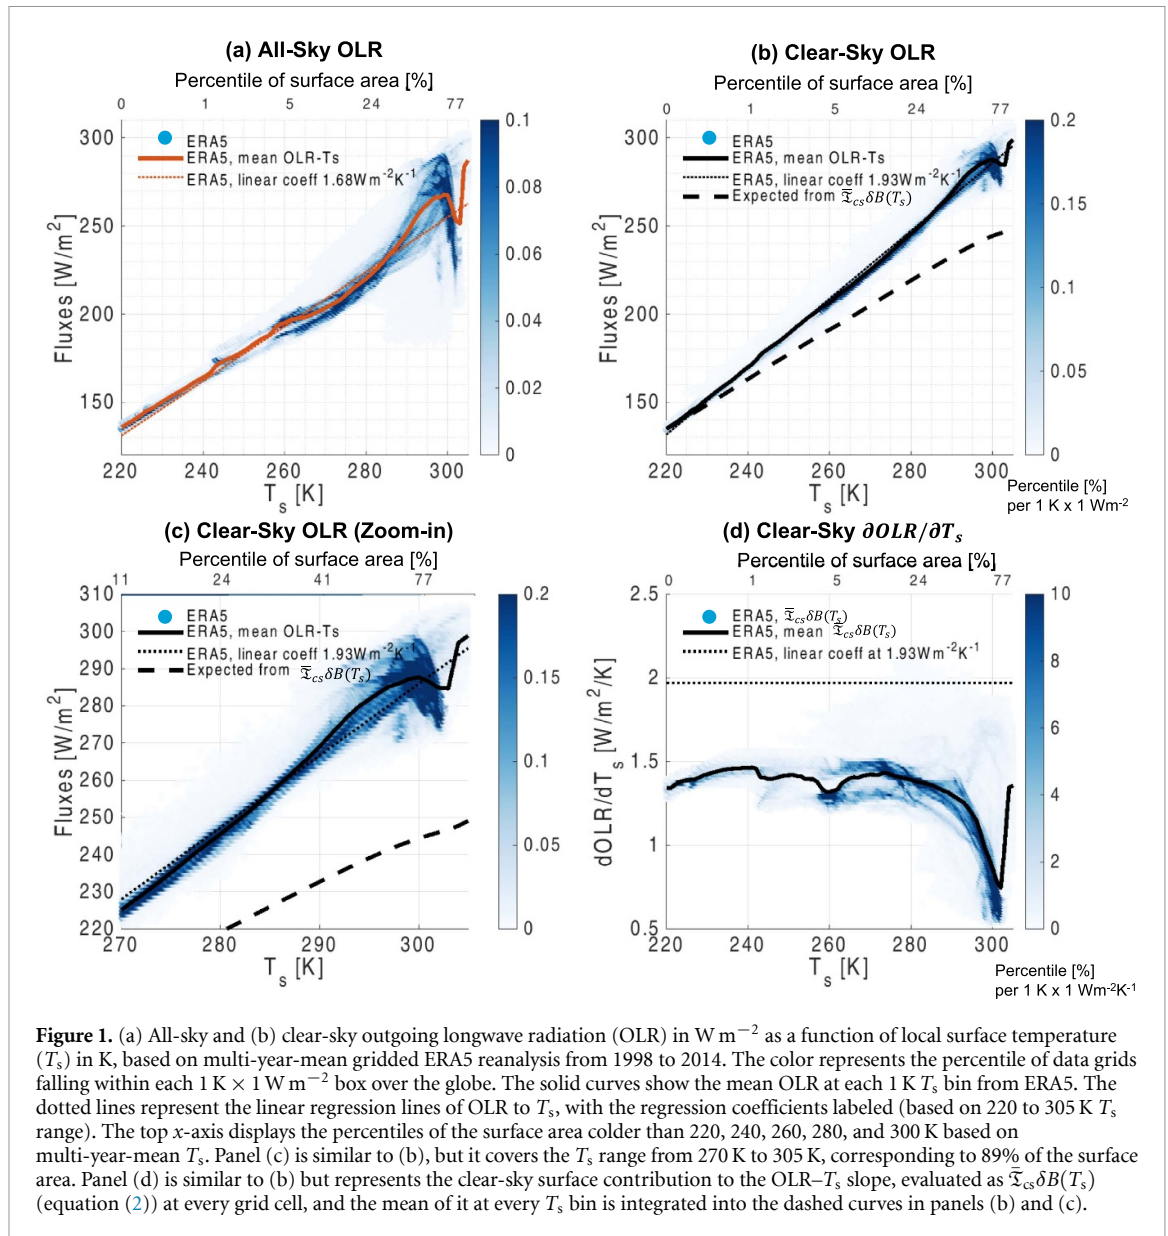 (a) All-Sky OLR
Percentile of surface area [%]
0 1 5 24 77
300
250
200
150
Fluxes [W/m²]
ERA5
ERA5, mean OLR-Ts
ERA5, linear coeff 1.68Wm⁻²K⁻¹
220 240 260 280 300
Tₛ [K]
0.1
0.08
0.06
0.04
0.02
0
(b) Clear-Sky OLR
Percentile of surface area [%]
0 1 5 24 77
300
250
200
150
Fluxes [W/m²]
ERA5
ERA5, mean OLR-Ts
ERA5, linear coeff 1.93Wm⁻²K⁻¹
Expected from 𝔗̿cs δB(Tₛ)
220 240 260 280 300
Tₛ [K]
0.2
0.15
0.1
0.05
0
Percentile [%]
per 1 K x 1 Wm⁻²
(c) Clear-Sky OLR (Zoom-in)
Percentile of surface area [%]
11 24 41 77
310
300
290
280
270
260
250
240
230
220
Fluxes [W/m²]
ERA5
ERA5, mean OLR-Ts
ERA5, linear coeff 1.93Wm⁻²K⁻¹
Expected from 𝔗̿cs δB(Tₛ)
270 280 290 300
Tₛ [K]
0.2
0.15
0.1
0.05
0
(d) Clear-Sky ∂OLR/∂Tₛ
Percentile of surface area [%]
0 1 5 24 77
2.5
2
1.5
1
0.5
dOLR/dTₛ [W/m²/K]
ERA5, 𝔗̿cs δB(Tₛ)
ERA5, mean 𝔗̿cs δB(Tₛ)
ERA5, linear coeff at 1.93Wm⁻²K⁻¹
220 240 260 280 300
Tₛ [K]
10
8
6
4
2
0
Percentile [%]
per 1 K x 1 Wm⁻²K⁻¹
Figure 1. (a) All-sky and (b) clear-sky outgoing longwave radiation (OLR) in W m⁻² as a function of local surface temperature
(Tₛ) in K, based on multi-year-mean gridded ERA5 reanalysis from 1998 to 2014. The color represents the percentile of data grids
falling within each 1 K × 1 W m⁻² box over the globe. The solid curves show the mean OLR at each 1 K Tₛ bin from ERA5. The
dotted lines represent the linear regression lines of OLR to Tₛ, with the regression coefficients labeled (based on 220 to 305 K Tₛ
range). The top x-axis displays the percentiles of the surface area colder than 220, 240, 260, 280, and 300 K based on
multi-year-mean Tₛ. Panel (c) is similar to (b), but it covers the Tₛ range from 270 K to 305 K, corresponding to 89% of the surface
area. Panel (d) is similar to (b) but represents the clear-sky surface contribution to the OLR–Tₛ slope, evaluated as 𝔗̿cs δB(Tₛ)
(equation (2)) at every grid cell, and the mean of it at every Tₛ bin is integrated into the dashed curves in panels (b) and (c).